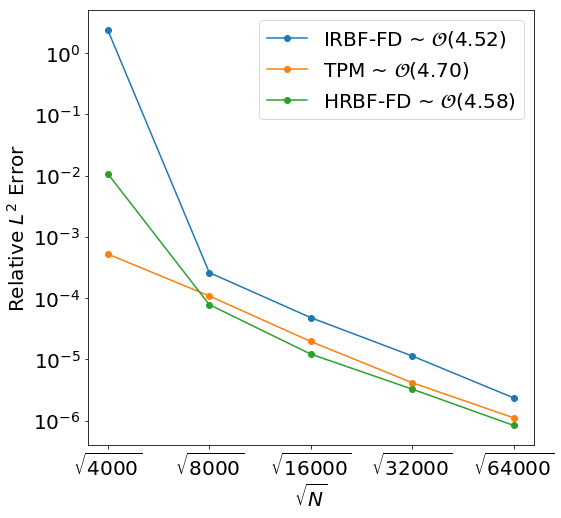 IRBF-FD ~ 𝒪(4.52)
TPM ~ 𝒪(4.70)
HRBF-FD ~ 𝒪(4.58)
Relative L² Error
10⁰
10⁻¹
10⁻²
10⁻³
10⁻⁴
10⁻⁵
10⁻⁶
√4000 √8000 √16000 √32000 √64000
√N